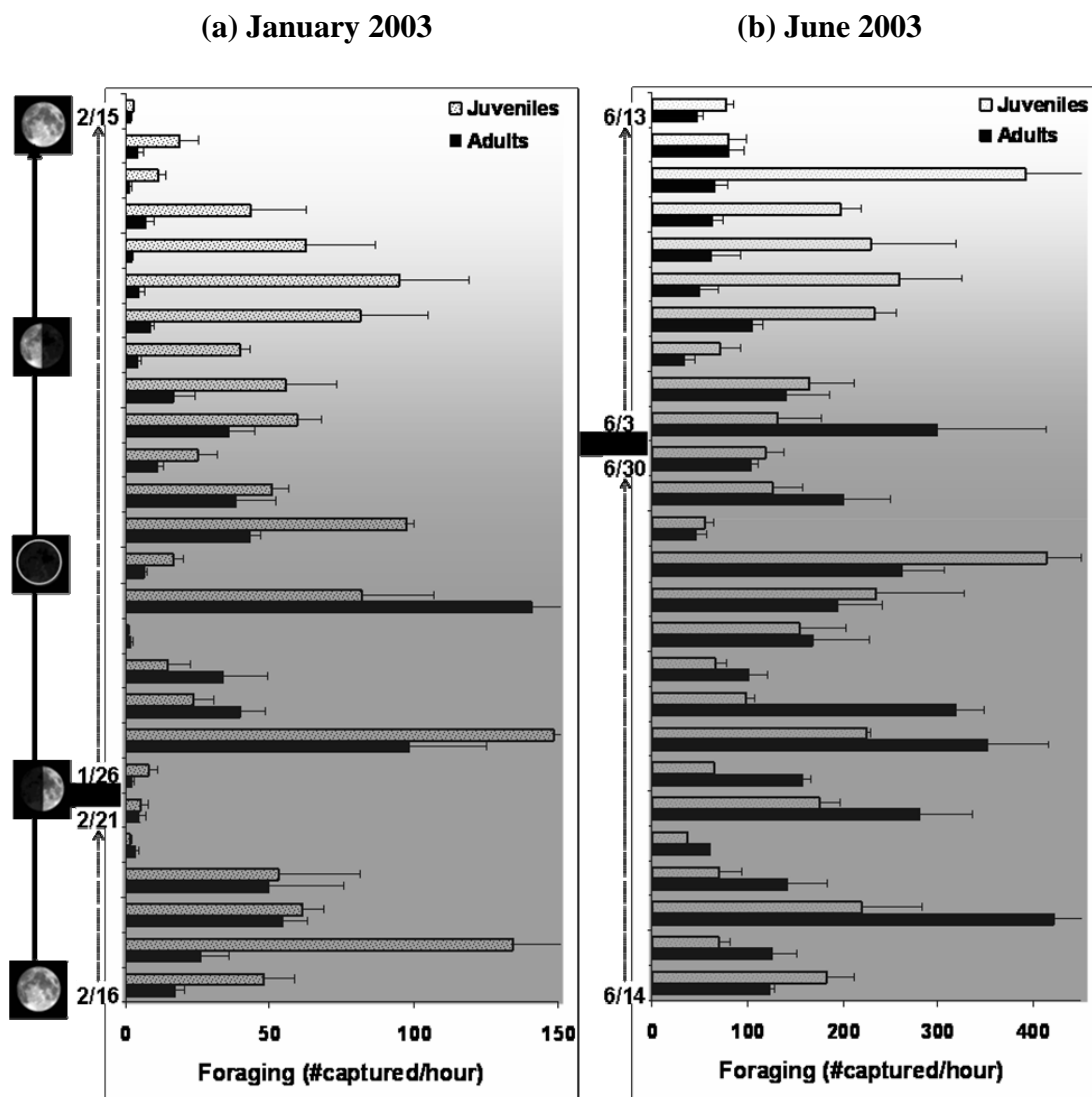 (a) January 2003
(b) June 2003
2/15
Juveniles
Adults
1/26
2/21
2/16
0 50 100 150
Foraging (#captured/hour)
6/13
Juveniles
Adults
6/3
6/30
6/14
0 100 200 300 400
Foraging (#captured/hour)